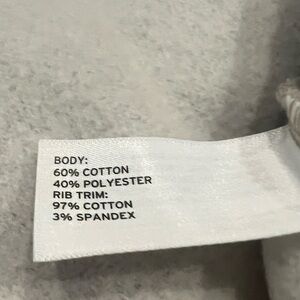 BODY:
60% COTTON
40% POLYESTER
RIB TRIM:
97% COTTON
3% SPANDEX